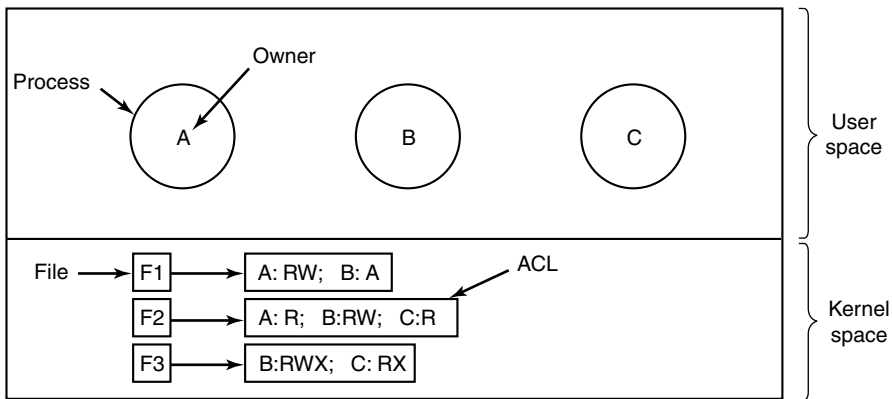 Owner
Process
A
B
C
User
space
File
F1
A: RW; B: A
ACL
F2
A: R; B:RW; C:R
F3
B:RWX; C: RX
Kernel
space